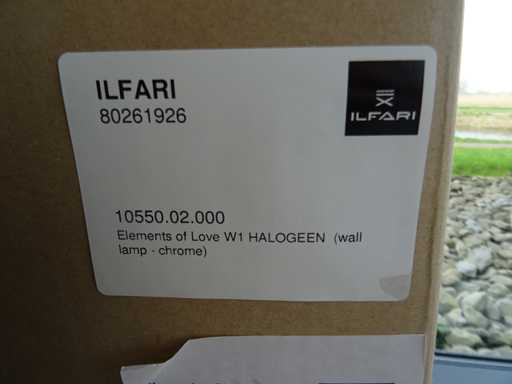 ILFARI
80261926
ILFARI
10550.02.000
Elements of Love W1 HALOGEEN (wall
lamp - chrome)